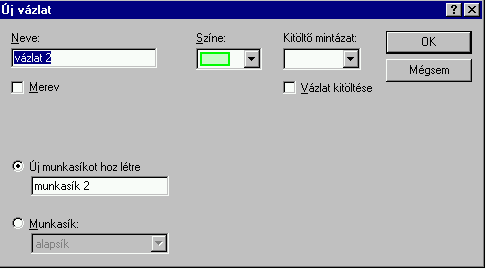 Új vázlat
Neve:
Színe:
Kitöltő mintázat:
OK
vázlat 2
Mégsem
Merev
Vázlat kitöltése
Új munkasíkot hoz létre
munkasík 2
Munkasík:
alapsík